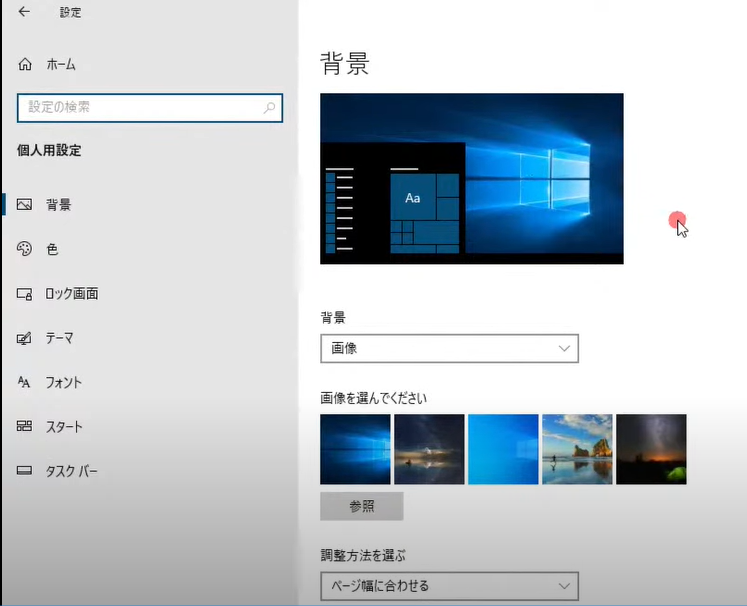 設定
ホーム
設定の検索
個人用設定
背景
色
ロック画面
テーマ
フォント
スタート
タスク バー
背景
Aa
背景
画像
画像を選んでください
参照
調整方法を選ぶ
ページ幅に合わせる